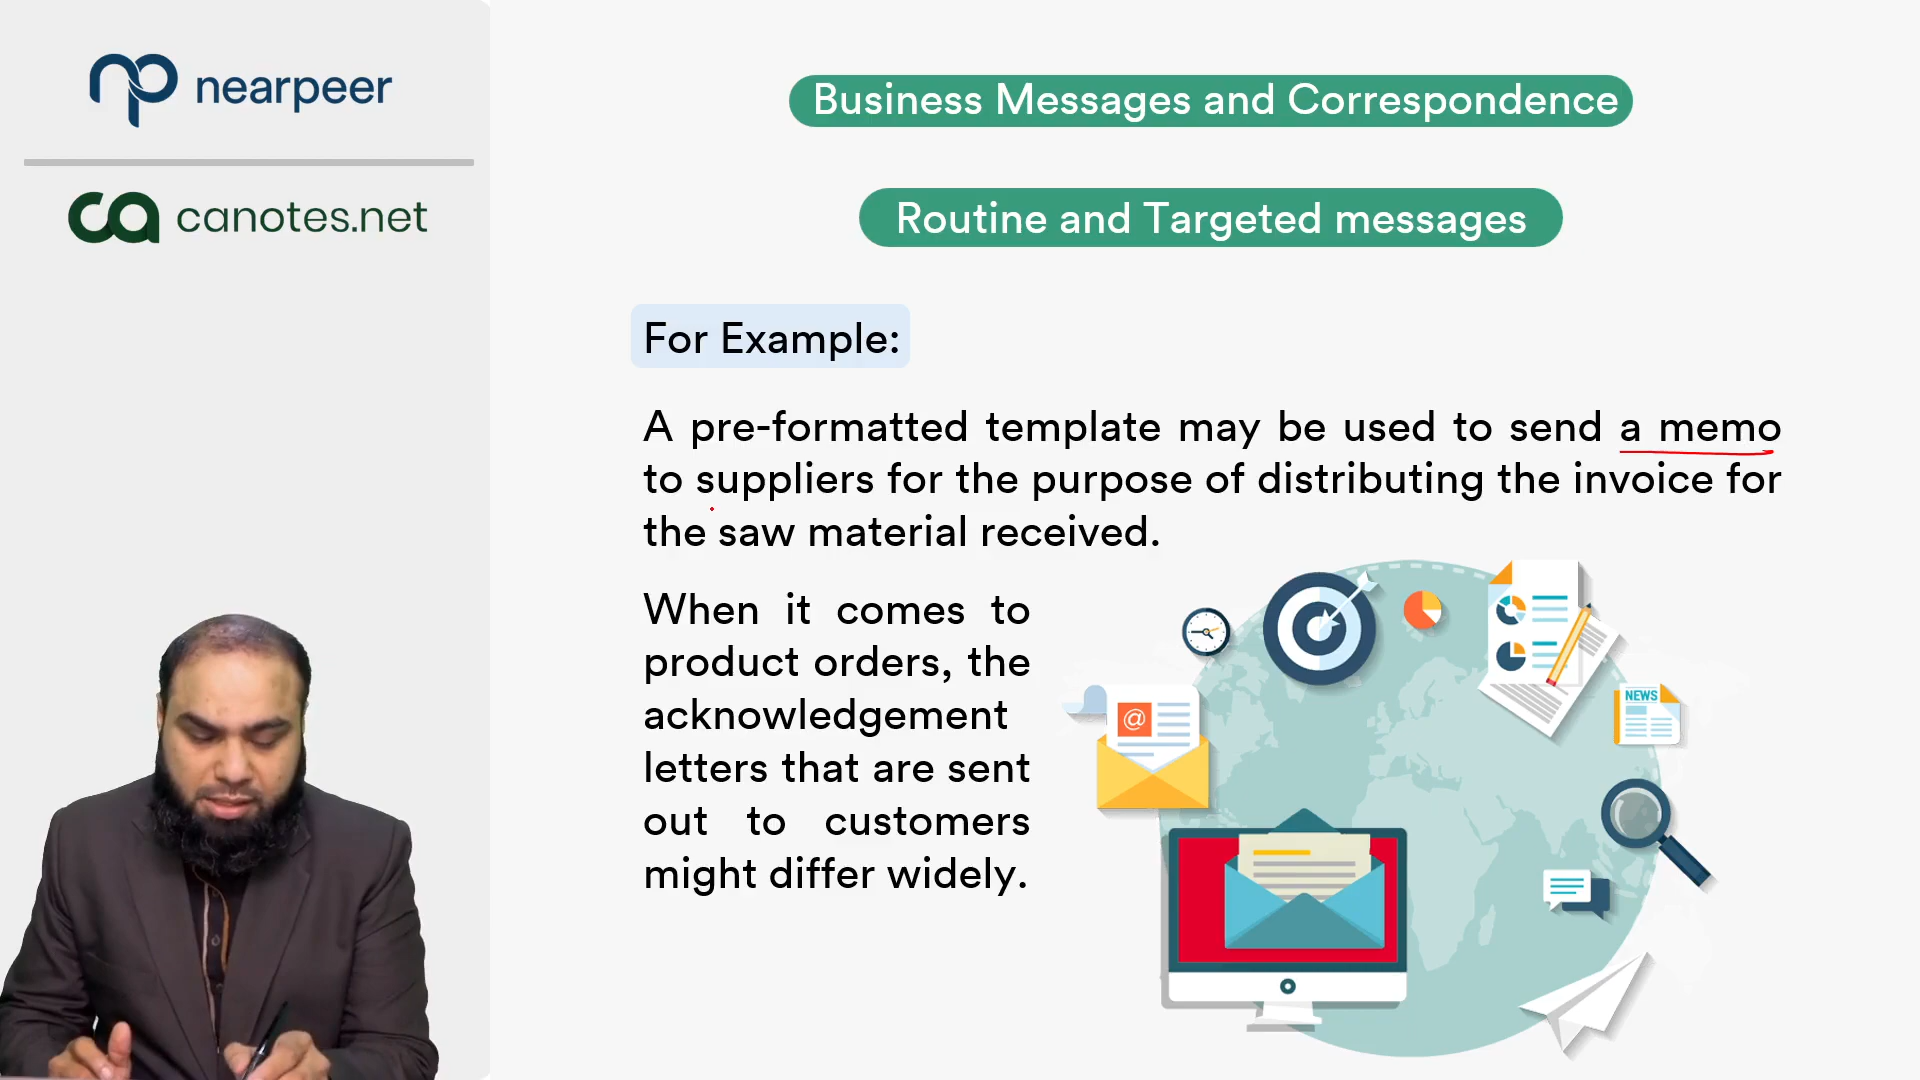 nearpeer
canotes.net
Business Messages and Correspondence
Routine and Targeted messages
For Example:
A pre-formatted template may be used to send a memo
to suppliers for the purpose of distributing the invoice for
the saw material received.
When it comes to
product orders, the
acknowledgement
letters that are sent
out to customers
might differ widely.
@
NEWS